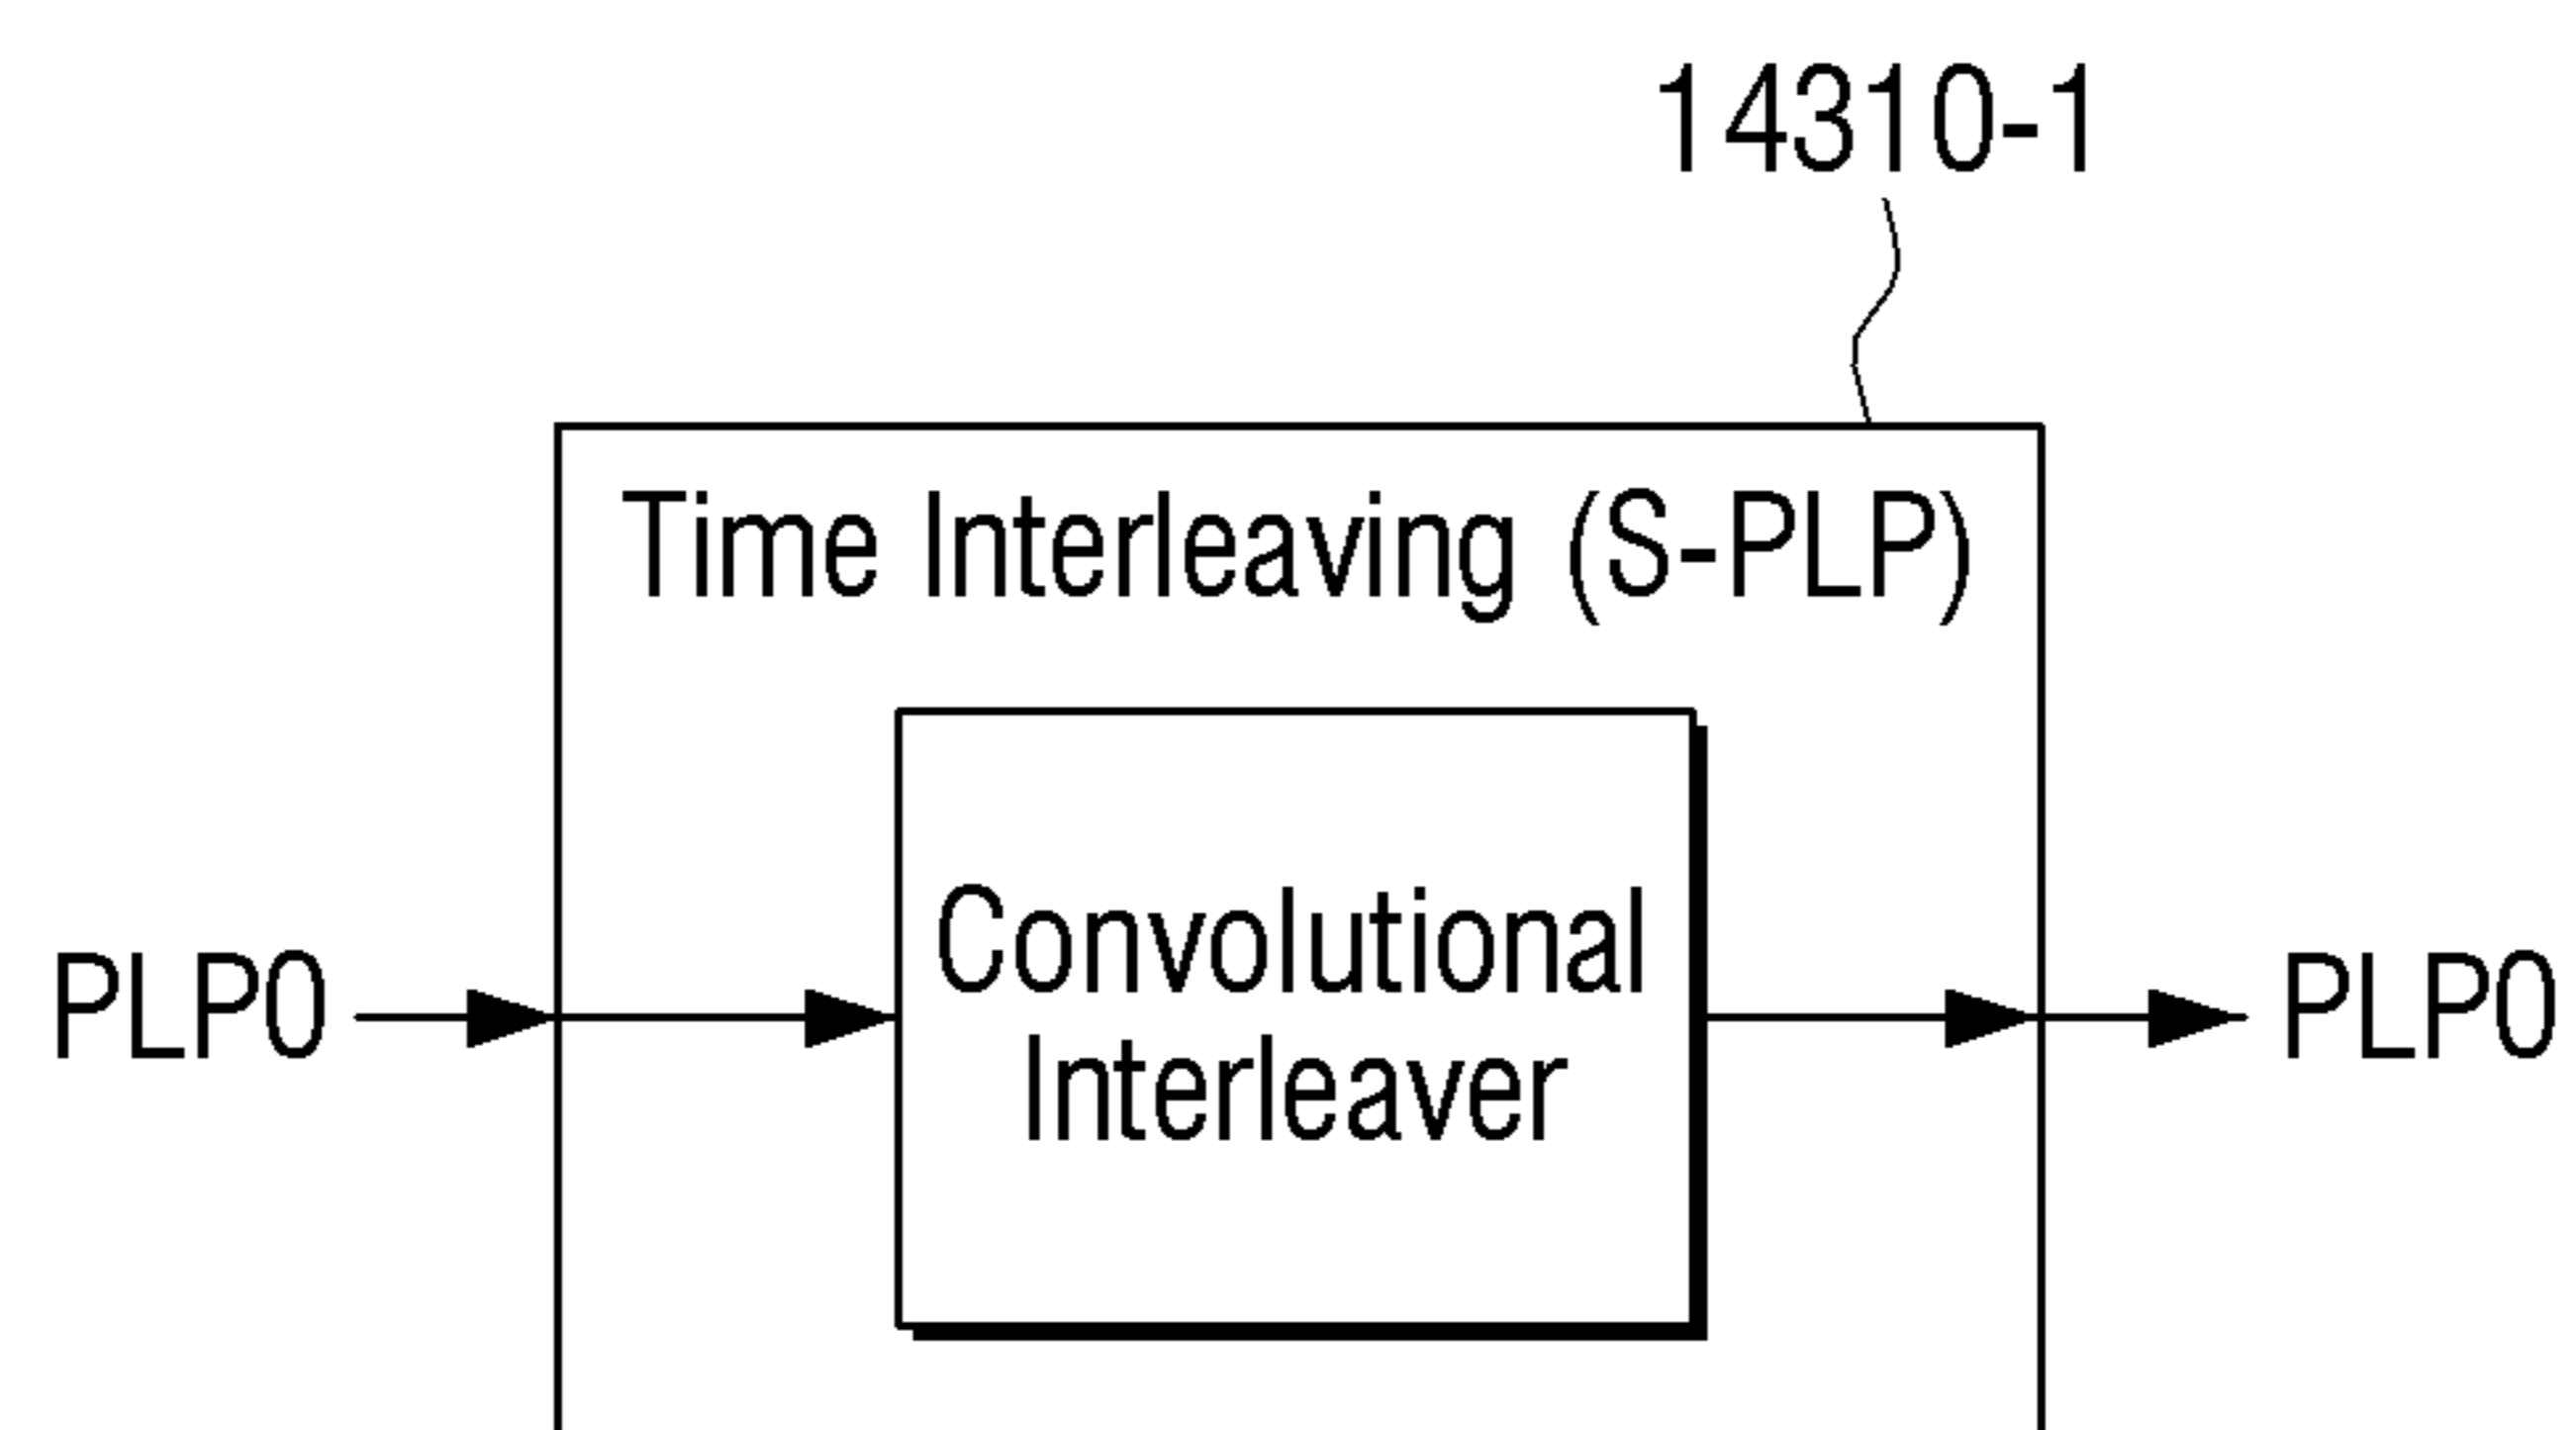 14310-1
Time Interleaving (S-PLP)
Convolutional
Interleaver
PLP0
PLP0